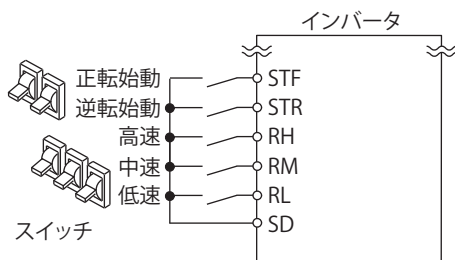 インバータ
正転始動 STF
逆転始動 STR
高速 RH
中速 RM
低速 RL
SD
スイッチ